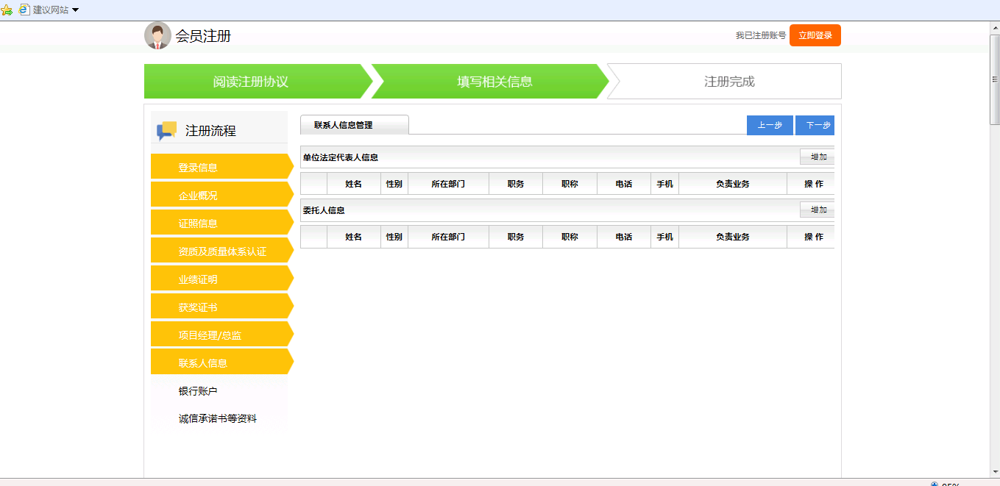 建议网站
会员注册
我已注册账号 立即登录
阅读注册协议 填写相关信息 注册完成
注册流程
联系人信息管理 上一步 下一步
单位法定代表人信息 增加
姓名 性别 所在部门 职务 职称 电话 手机 负责业务 操 作
委托人信息 增加
姓名 性别 所在部门 职务 职称 电话 手机 负责业务 操 作
登录信息
企业概况
证照信息
资质及质量体系认证
业绩证明
获奖证书
项目经理/总监
联系人信息
银行账户
诚信承诺书等资料